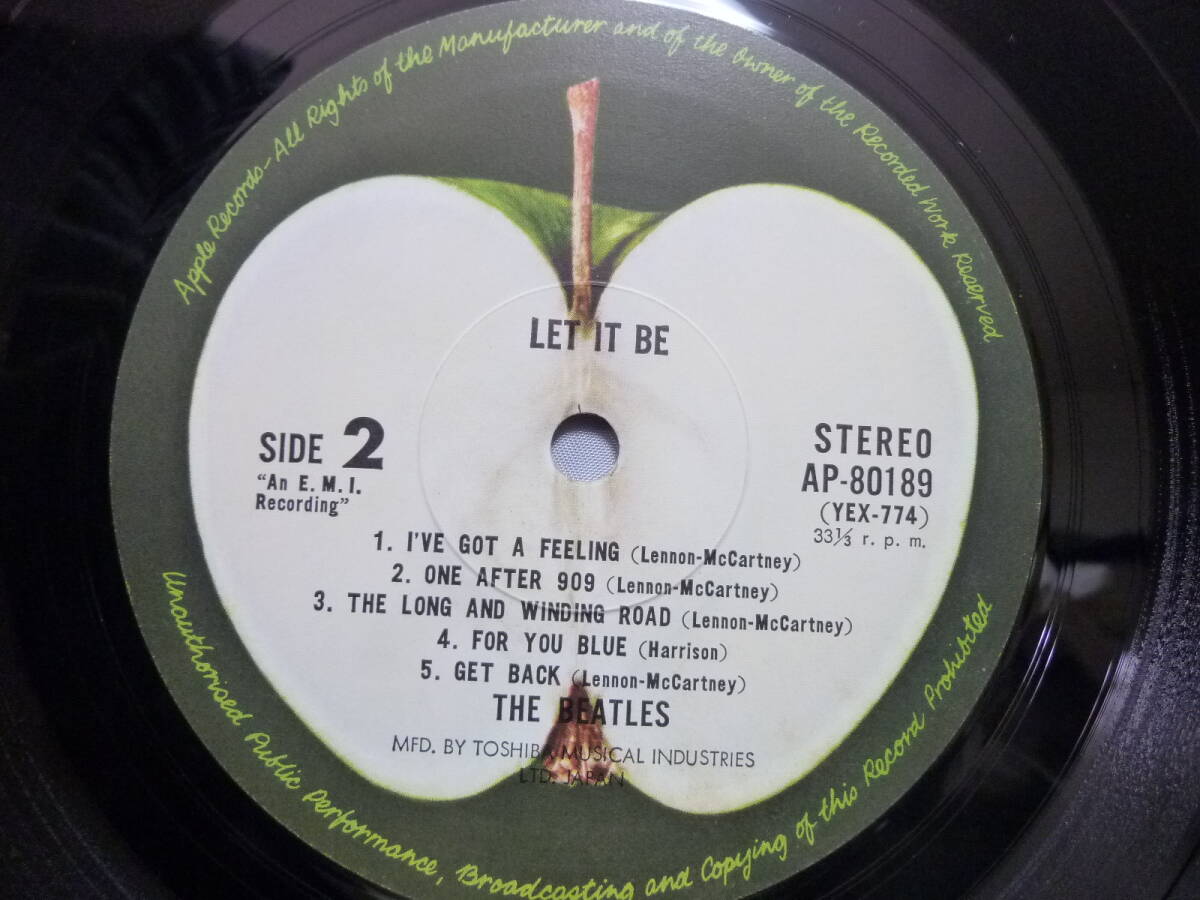 Apple Records-All Rights of the Manufacturer and of the Owner of the Recorded Work Reserved
LET IT BE
SIDE 2
"An E.M.I.
Recording"
STEREO
AP-80189
(YEX-774)
33⅓ r.p.m.
1. I'VE GOT A FEELING (Lennon-McCartney)
2. ONE AFTER 909 (Lennon-McCartney)
3. THE LONG AND WINDING ROAD (Lennon-McCartney)
4. FOR YOU BLUE (Harrison)
5. GET BACK (Lennon-McCartney)
THE BEATLES
MFD. BY TOSHIBA MUSICAL INDUSTRIES
LTD. JAPAN
Unauthorised Public Performance, Broadcasting and Copying of this Record Prohibited